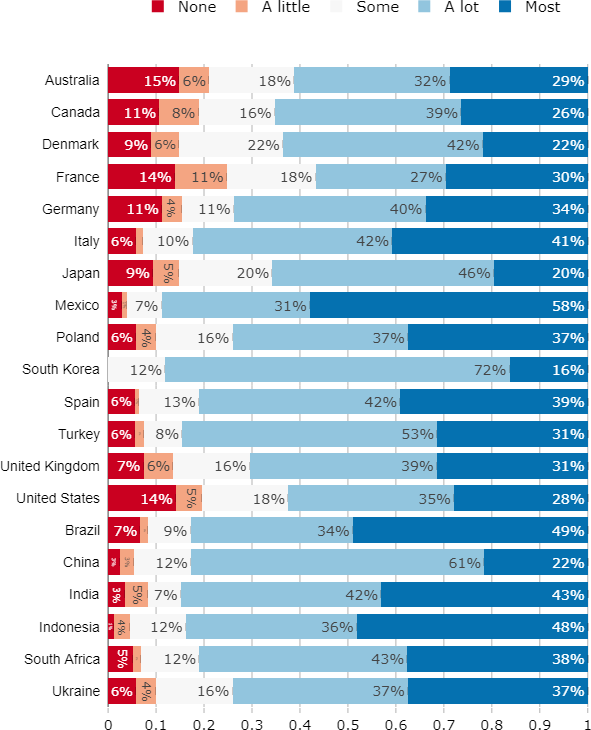 None A little Some A lot Most
Australia 15% 6% 18% 32% 29%
Canada 11% 8% 16% 39% 26%
Denmark 9% 6% 22% 42% 22%
France 14% 11% 18% 27% 30%
Germany 11% 4% 11% 40% 34%
Italy 6% 10% 42% 41%
Japan 9% 5% 20% 46% 20%
Mexico 3% 7% 31% 58%
Poland 6% 4% 16% 37% 37%
South Korea 12% 72% 16%
Spain 6% 13% 42% 39%
Turkey 6% 8% 53% 31%
United Kingdom 7% 6% 16% 39% 31%
United States 14% 5% 18% 35% 28%
Brazil 7% 9% 34% 49%
China 12% 61% 22%
India 3% 5% 7% 42% 43%
Indonesia 4% 12% 36% 48%
South Africa 5% 12% 43% 38%
Ukraine 6% 4% 16% 37% 37%
0 0.1 0.2 0.3 0.4 0.5 0.6 0.7 0.8 0.9 1